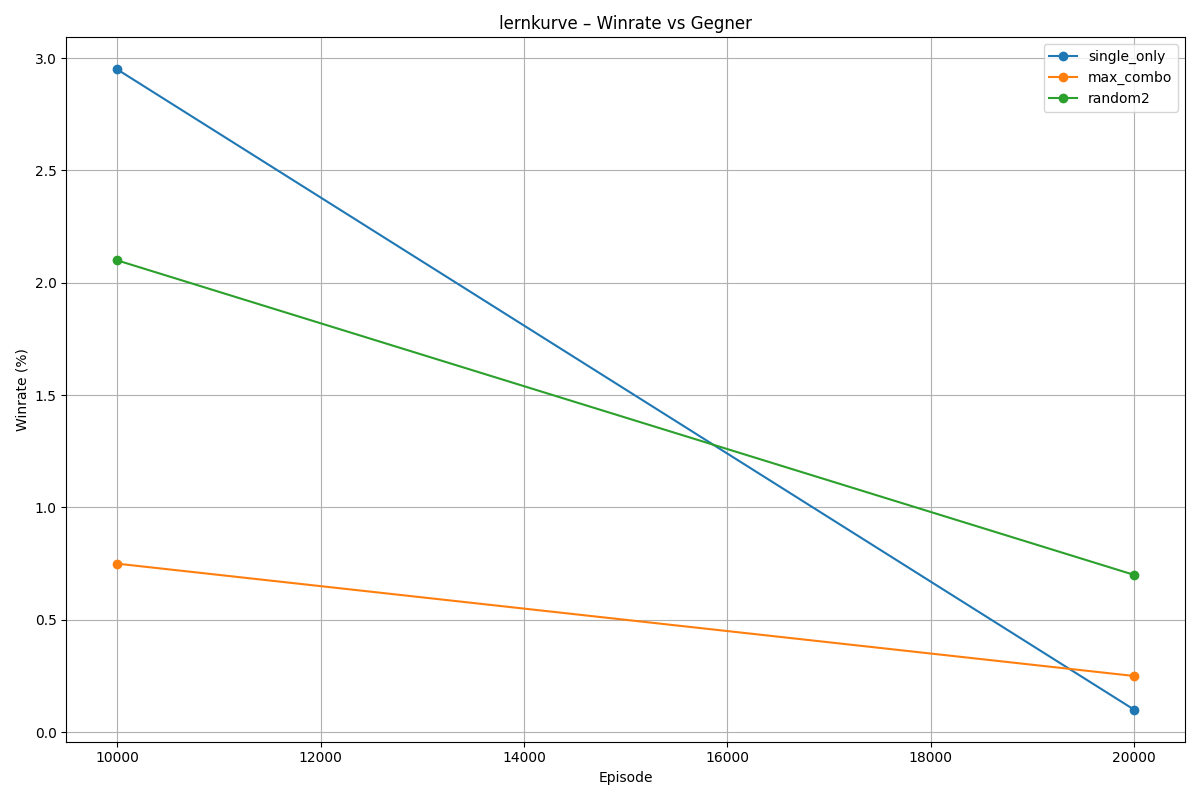 lernkurve – Winrate vs Gegner
single_only
max_combo
random2
Winrate (%)
3.0
2.5
2.0
1.5
1.0
0.5
0.0
10000 12000 14000 16000 18000 20000
Episode